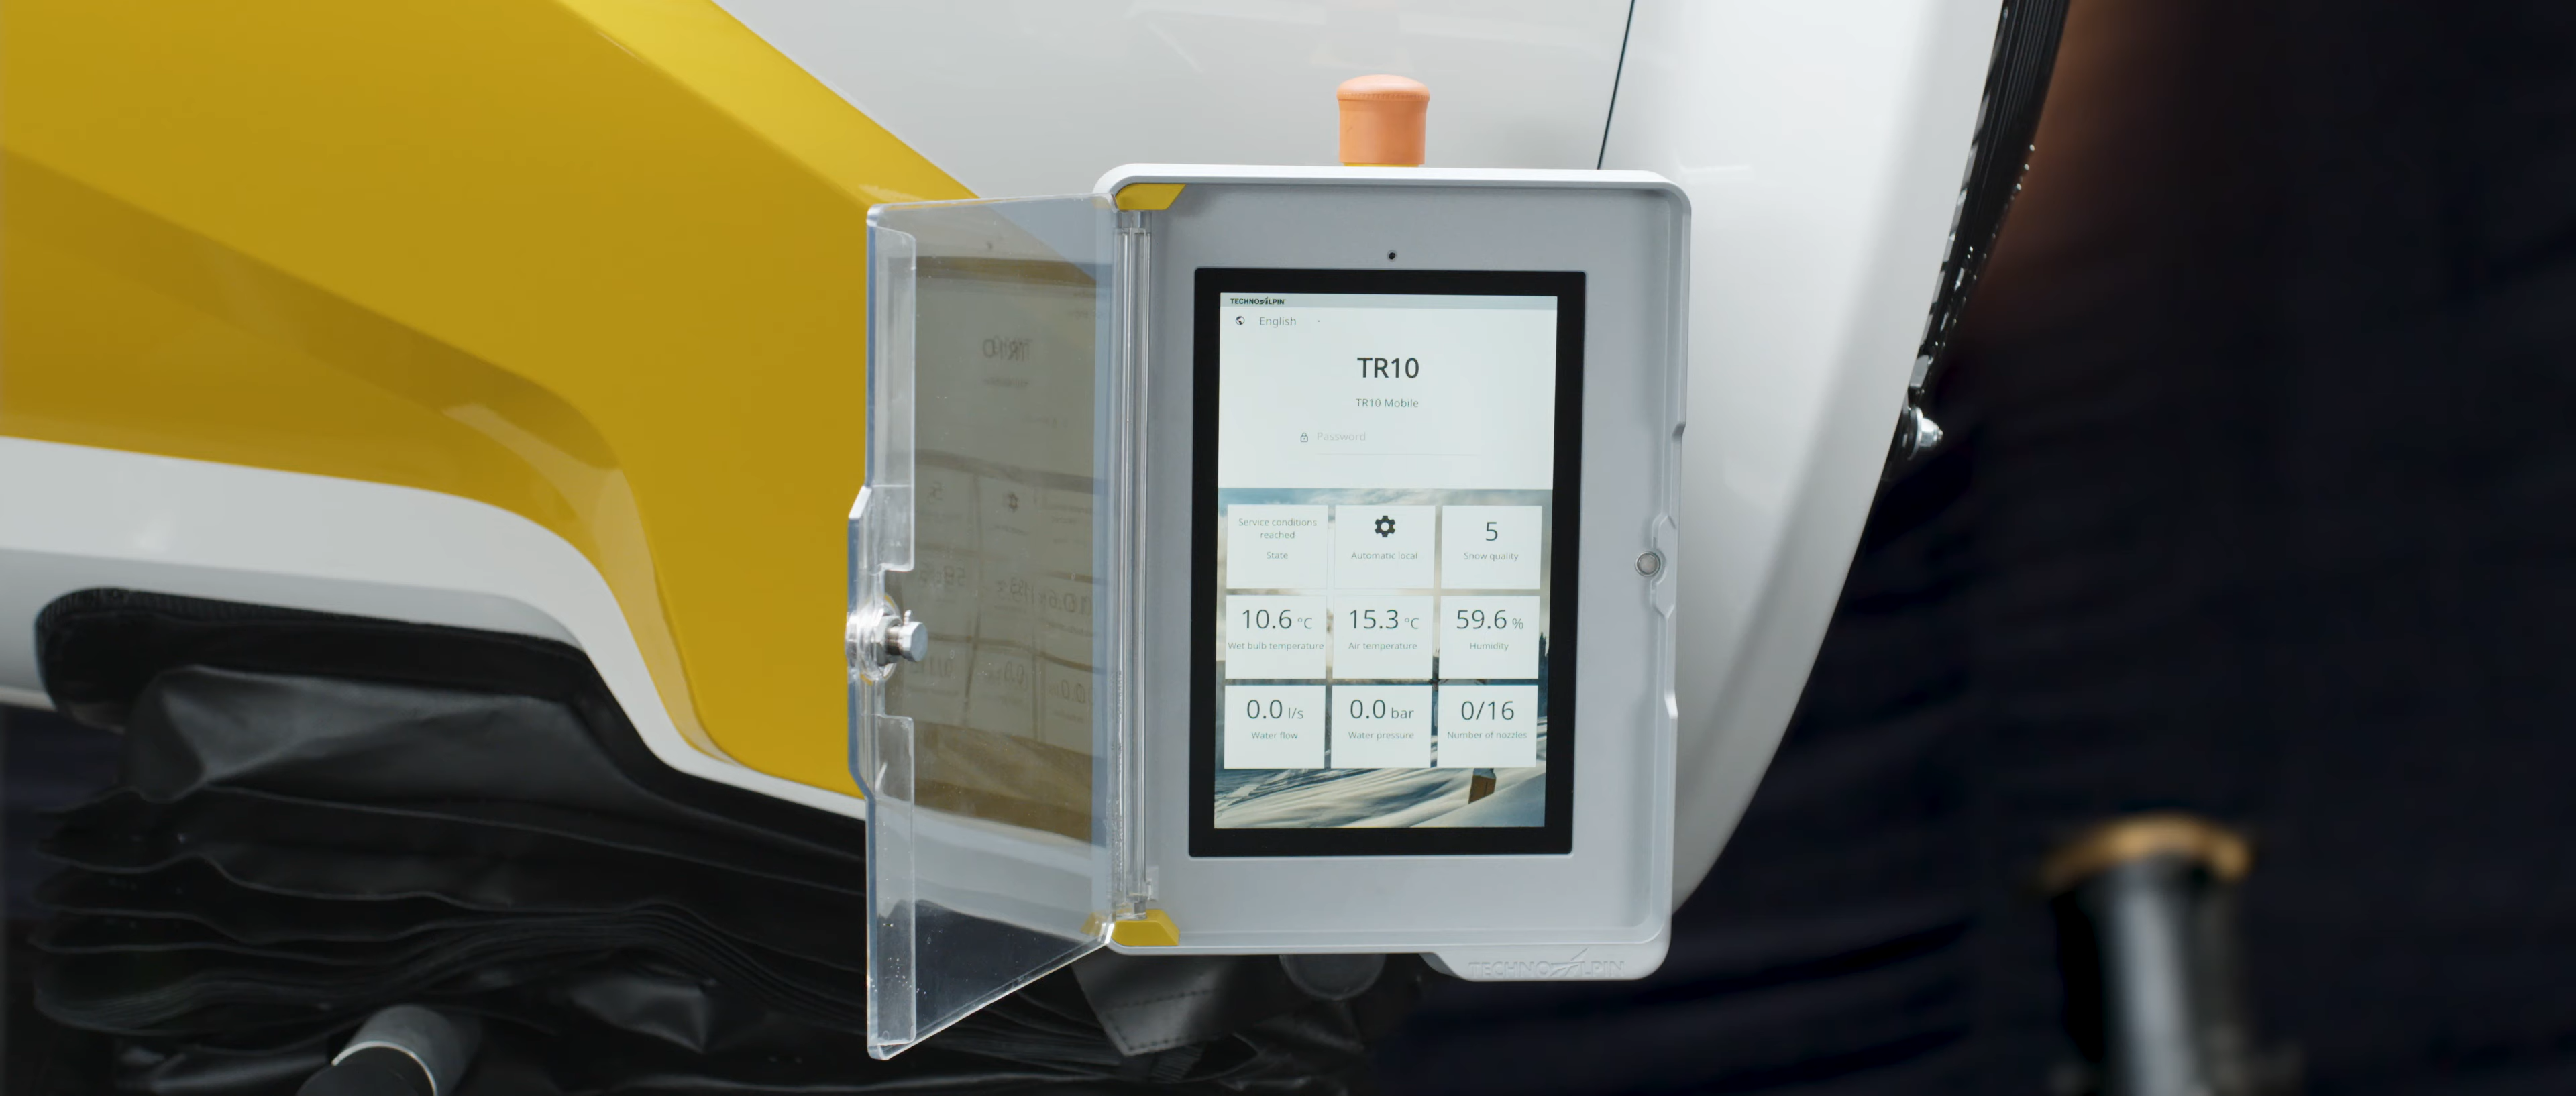 TECHNOALPIN
English
TR10
TR10 Mobile
Password
Service conditions
reached
State
Automatic local
5
Snow quality
10.6 °C
Wet bulb temperature
15.3 °C
Air temperature
59.6 %
Humidity
0.0 l/s
Water flow
0.0 bar
Water pressure
0/16
Number of nozzles
TECHNOALPIN